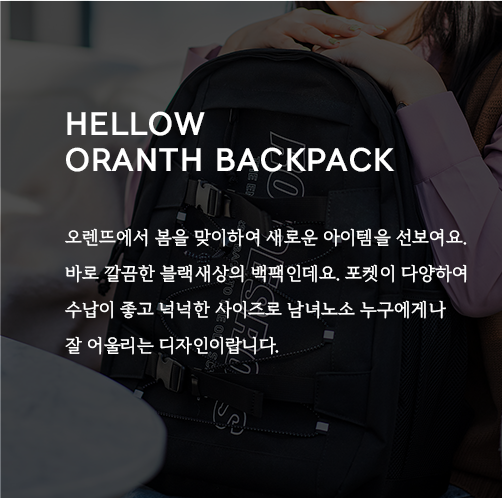 HELLOW
ORANTH BACKPACK
오렌프에서 봄을 맞이하여 새로운 아이템을 선보여요.
바로 깔끔한 블랙새상의 백팩인데요. 포켓이 다양하여
수납이 좋고 넉넉한 사이즈로 남녀노소 누구에게나
잘 어울리는 디자인이랍니다.